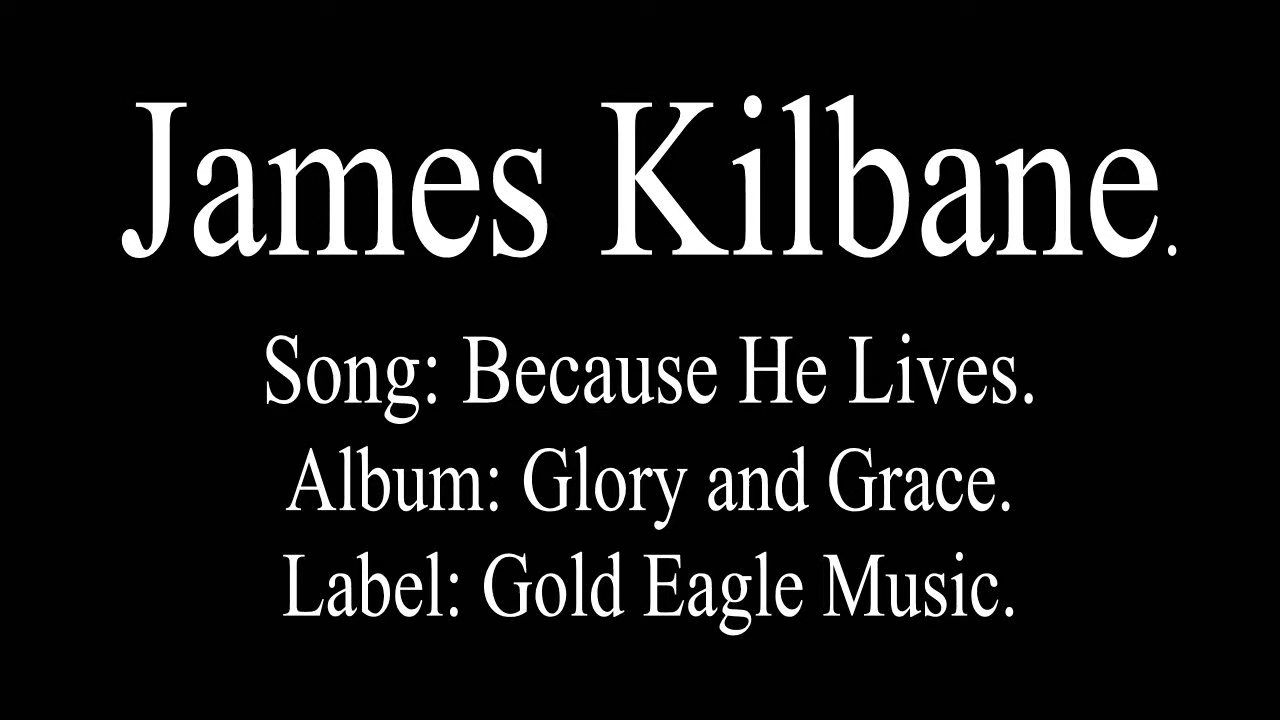 James Kilbane.
Song: Because He Lives.
Album: Glory and Grace.
Label: Gold Eagle Music.